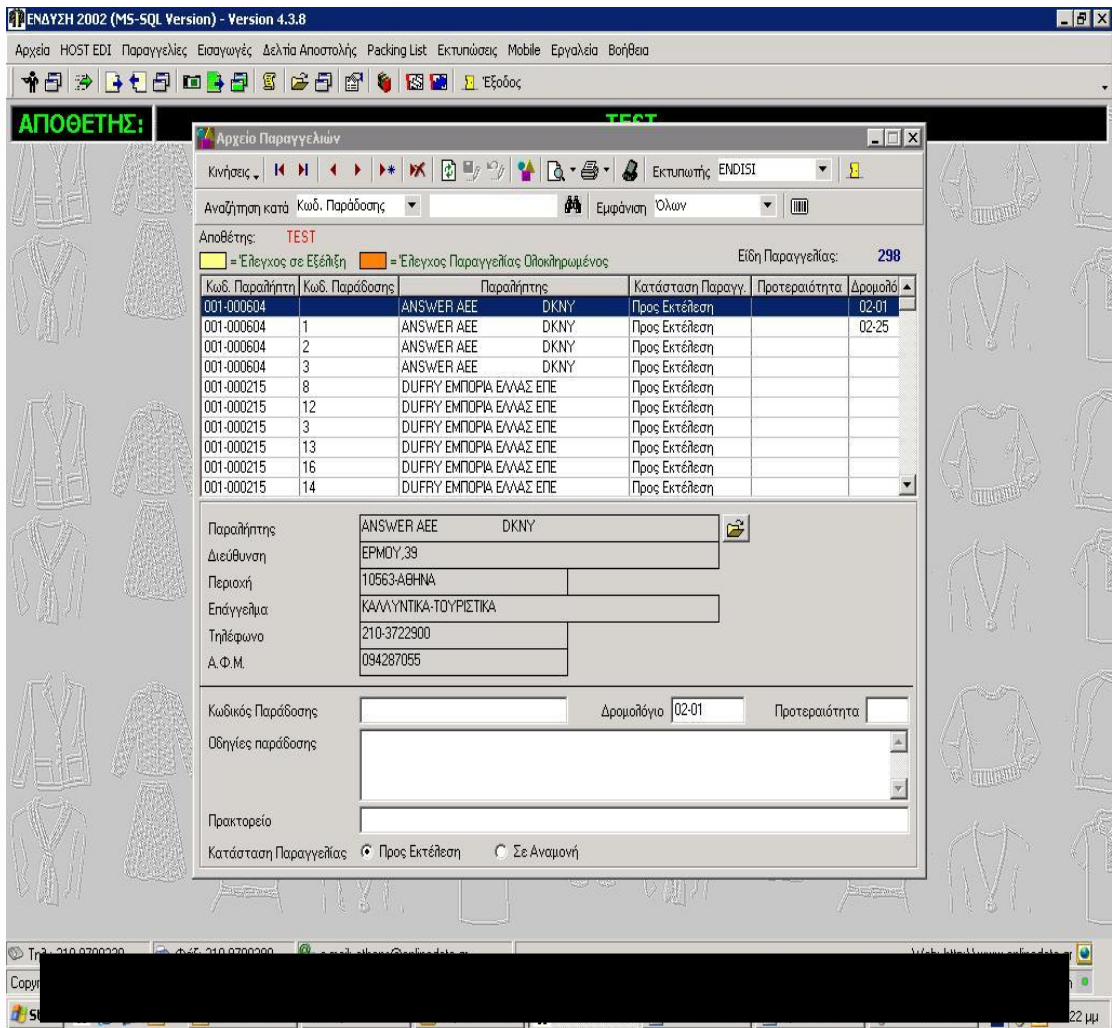 ΕΝΔΥΣΗ 2002 (MS-SQL Version) - Version 4.3.8
Αρχεία HOST EDI Παραγγελίες Εισαγωγές Δελτία Αποστολής Packing List Εκτυπώσεις Mobile Εργαλεία Βοήθεια
Έξοδος
ΑΠΟΘΕΤΗΣ: TEST
Αρχείο Παραγγελιών
Κινήσεις Εκτυπωτής ENDISI
Αναζήτηση κατά Κωδ. Παράδοσης Εμφάνιση Όλων
Αποθέτης: TEST
= Έλεγχος σε Εξέλιξη = Έλεγχος Παραγγελίας Ολοκληρωμένος Είδη Παραγγελίας: 298
Κωδ. Παραλήπτη Κωδ. Παράδοσης Παραλήπτης Κατάσταση Παραγγ. Προτεραιότητα Δρομολό
001-000604 ANSWER AEE DKNY Προς Εκτέλεση 02-01
001-000604 1 ANSWER AEE DKNY Προς Εκτέλεση 02-25
001-000604 2 ANSWER AEE DKNY Προς Εκτέλεση
001-000604 3 ANSWER AEE DKNY Προς Εκτέλεση
001-000215 8 DUFRY ΕΜΠΟΡΙΑ ΕΛΛΑΣ ΕΠΕ Προς Εκτέλεση
001-000215 12 DUFRY ΕΜΠΟΡΙΑ ΕΛΛΑΣ ΕΠΕ Προς Εκτέλεση
001-000215 3 DUFRY ΕΜΠΟΡΙΑ ΕΛΛΑΣ ΕΠΕ Προς Εκτέλεση
001-000215 13 DUFRY ΕΜΠΟΡΙΑ ΕΛΛΑΣ ΕΠΕ Προς Εκτέλεση
001-000215 16 DUFRY ΕΜΠΟΡΙΑ ΕΛΛΑΣ ΕΠΕ Προς Εκτέλεση
001-000215 14 DUFRY ΕΜΠΟΡΙΑ ΕΛΛΑΣ ΕΠΕ Προς Εκτέλεση
Παραλήπτης ANSWER AEE DKNY
Διεύθυνση ΕΡΜΟΥ,39
Περιοχή 10563-ΑΘΗΝΑ
Επάγγελμα ΚΑΛΛΥΝΤΙΚΑ-ΤΟΥΡΙΣΤΙΚΑ
Τηλέφωνο 210-3722900
Α.Φ.Μ. 094287055
Κωδικός Παράδοσης Δρομολόγιο 02-01 Προτεραιότητα
Οδηγίες παράδοσης
Πρακτορείο
Κατάσταση Παραγγελίας Προς Εκτέλεση Σε Αναμονή
22 μμ